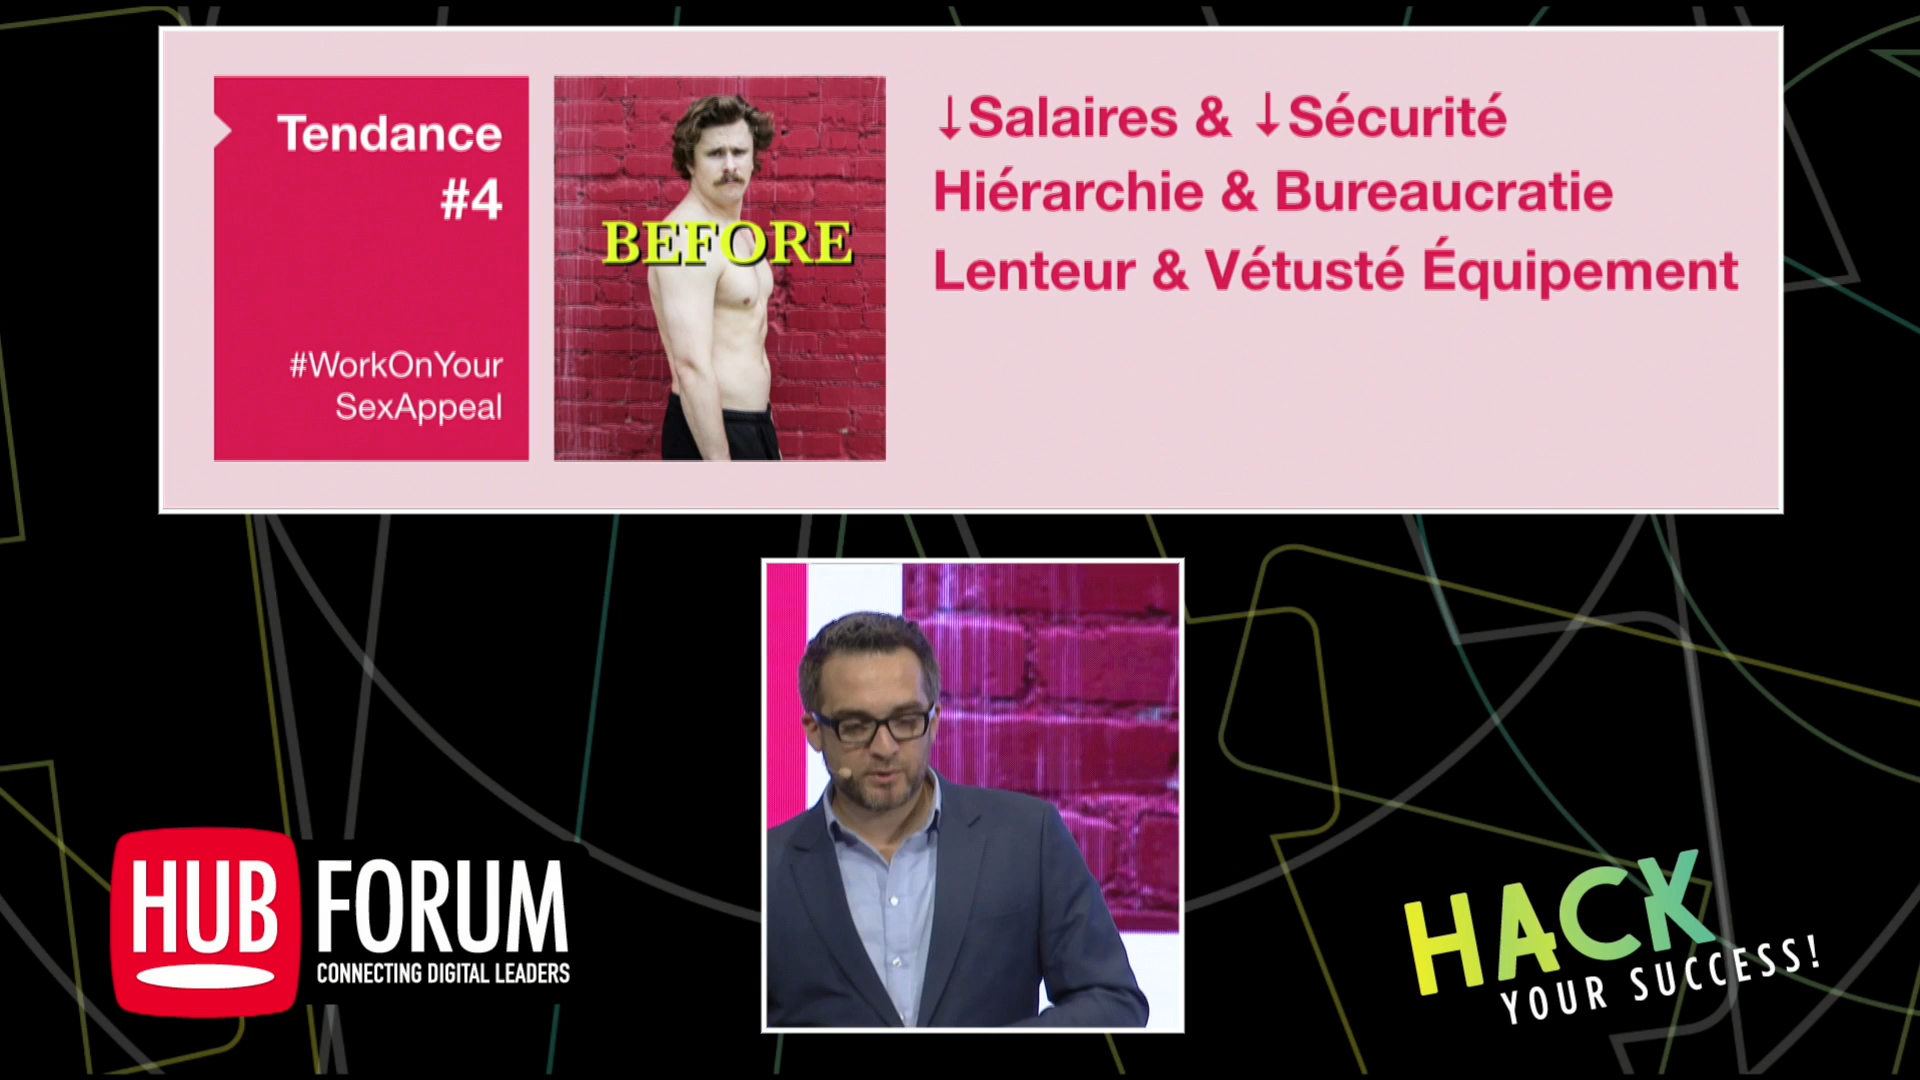 Tendance
#4
#WorkOnYour
SexAppeal
BEFORE
↓Salaires & ↓Sécurité
Hiérarchie & Bureaucratie
Lenteur & Vétusté Équipement
HUB FORUM
CONNECTING DIGITAL LEADERS
HACK
YOUR SUCCESS!